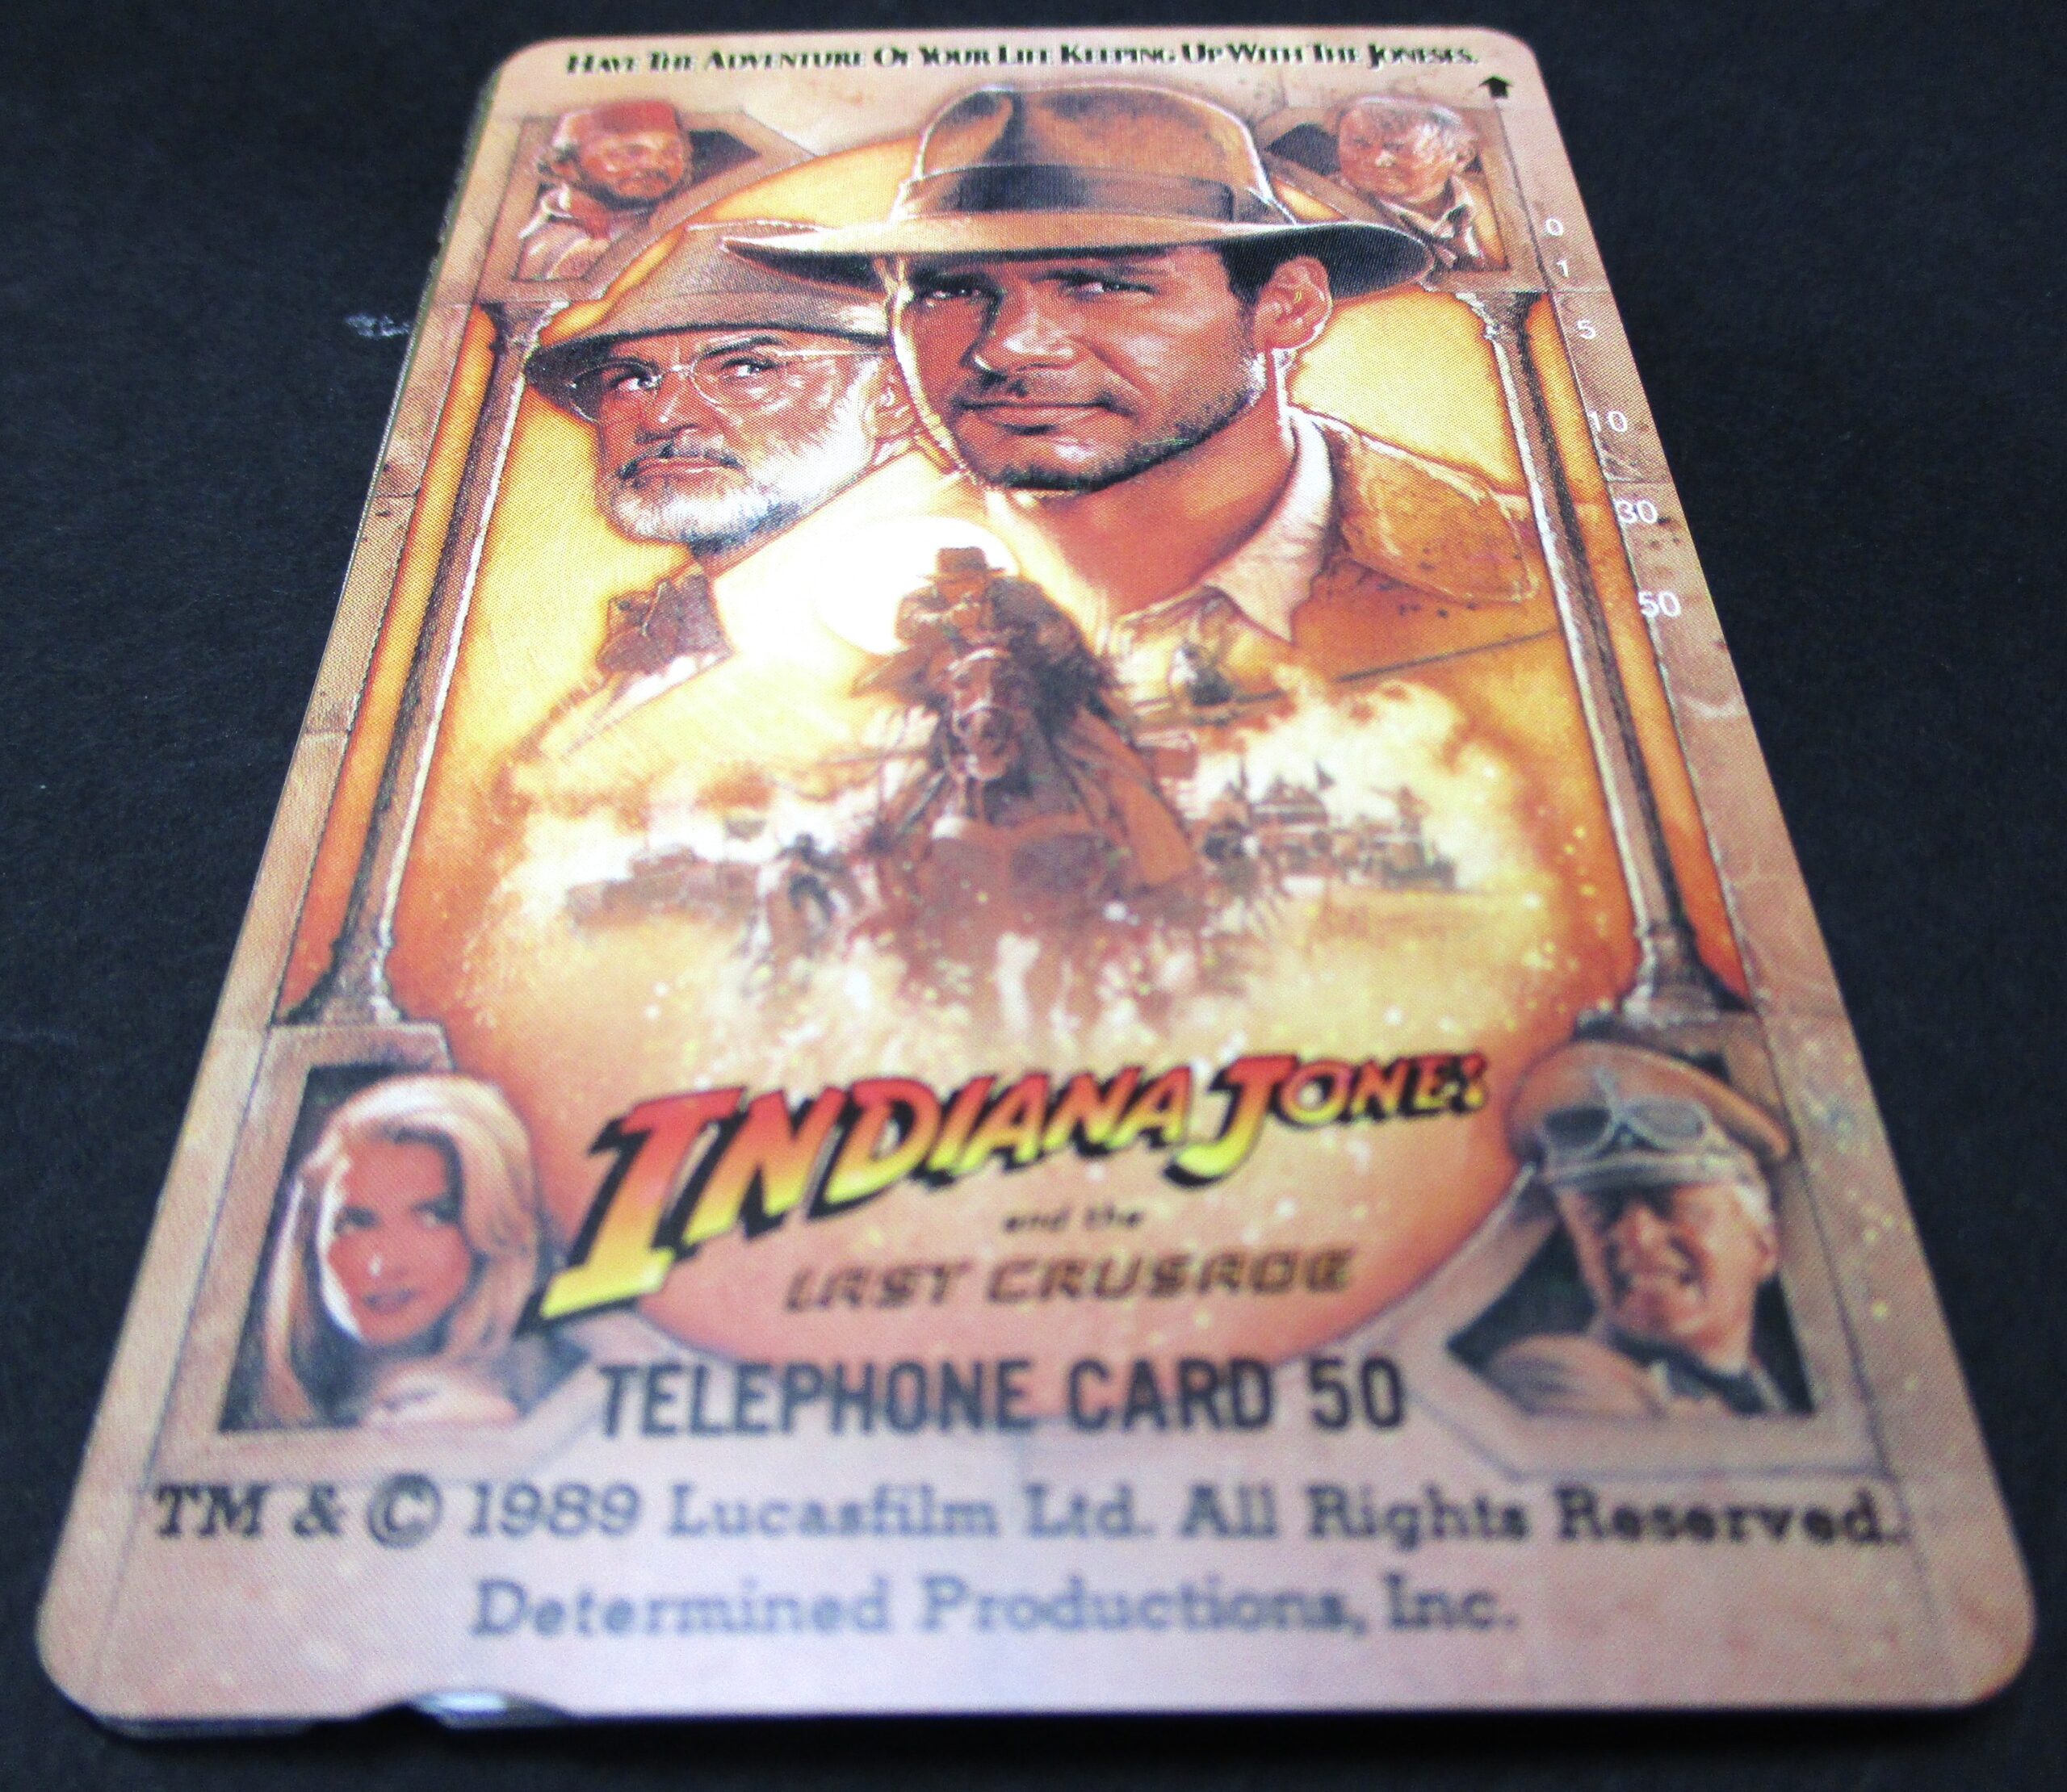 HAVE THE ADVENTURE OF YOUR LIFE KEEPING UP WITH THE JONESES.
0
1
5
10
30
50
INDIANA JONES
and the
LAST CRUSADE
TELEPHONE CARD 50
TM & © 1989 Lucasfilm Ltd. All Rights Reserved.
Determined Productions, Inc.